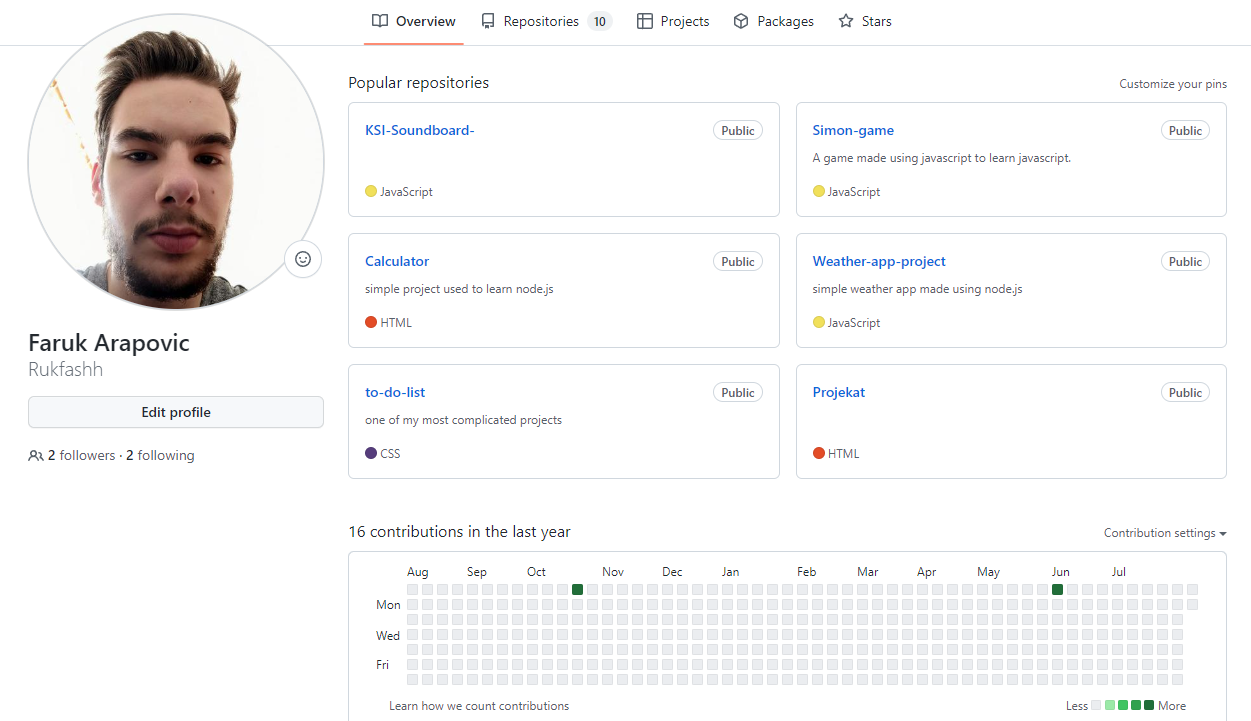 Overview
Repositories 10
Projects
Packages
Stars
Faruk Arapovic
Rukfashh
Edit profile
2 followers · 2 following
Popular repositories
Customize your pins
KSI-Soundboard-
Public
JavaScript
Simon-game
Public
A game made using javascript to learn javascript.
JavaScript
Calculator
Public
simple project used to learn node.js
HTML
Weather-app-project
Public
simple weather app made using node.js
JavaScript
to-do-list
Public
one of my most complicated projects
CSS
Projekat
Public
HTML
16 contributions in the last year
Contribution settings
Aug Sep Oct Nov Dec Jan Feb Mar Apr May Jun Jul
Mon
Wed
Fri
Learn how we count contributions
Less More